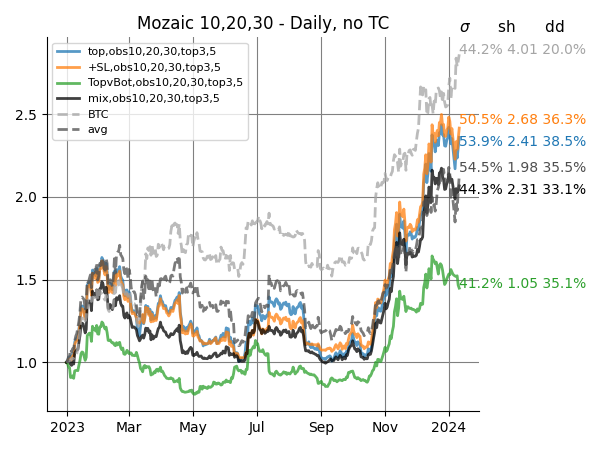 Mozaic 10,20,30 - Daily, no TC
σ sh dd
top,obs10,20,30,top3,5
+SL,obs10,20,30,top3,5
TopvBot,obs10,20,30,top3,5
mix,obs10,20,30,top3,5
BTC
avg
44.2% 4.01 20.0%
50.5% 2.68 36.3%
53.9% 2.41 38.5%
54.5% 1.98 35.5%
44.3% 2.31 33.1%
41.2% 1.05 35.1%
2.5
2.0
1.5
1.0
2023 Mar May Jul Sep Nov 2024